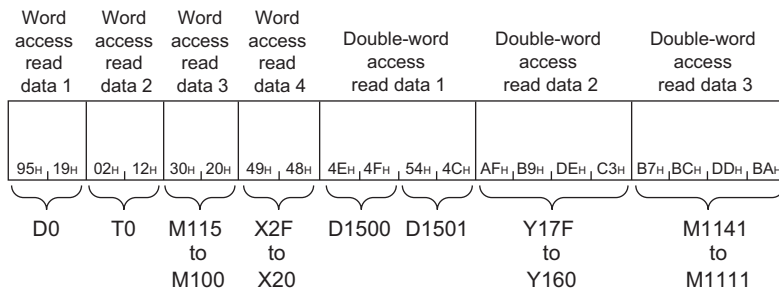 Word access read data 1
Word access read data 2
Word access read data 3
Word access read data 4
Double-word access read data 1
Double-word access read data 2
Double-word access read data 3
95H 19H 02H 12H 30H 20H 49H 48H 4EH 4FH 54H 4CH AFH B9H DEH C3H B7H BCH DDH BAH
D0
T0
M115 to M100
X2F to X20
D1500
D1501
Y17F to Y160
M1141 to M1111